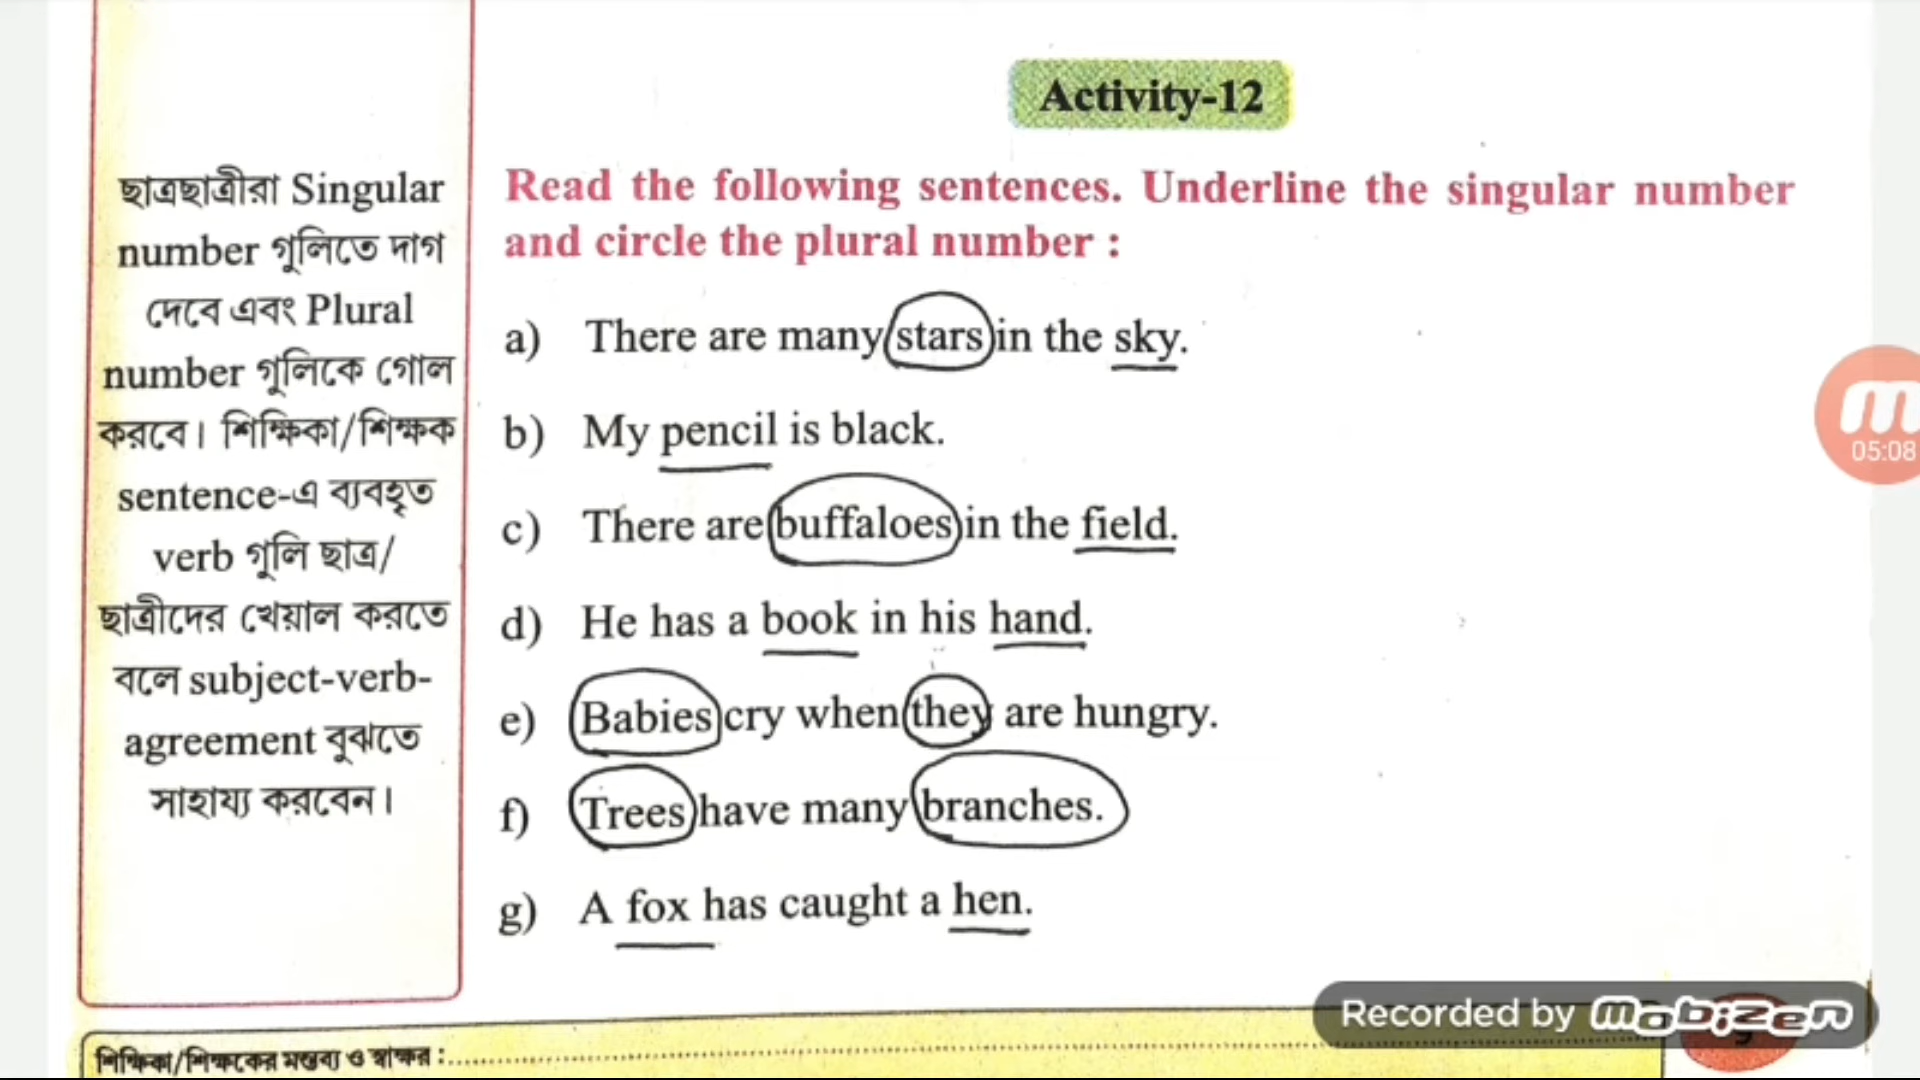 Activity-12
ছাত্রছাত্রীরা Singular
number গুলিতে দাগ
দেবে এবং Plural
number গুলিকে গোল
করবে। শিক্ষিকা/শিক্ষক
sentence-এ ব্যবহৃত
verb গুলি ছাত্র/
ছাত্রীদের খেয়াল করতে
বলে subject-verb-
agreement বুঝতে
সাহায্য করবেন।
Read the following sentences. Underline the singular number
and circle the plural number :
a) There are many stars in the sky.
b) My pencil is black.
c) There are buffaloes in the field.
d) He has a book in his hand.
e) Babies cry when they are hungry.
f) Trees have many branches.
g) A fox has caught a hen.
05:08
Recorded by mobizen
শিক্ষিকা/শিক্ষকের মন্তব্য ও স্বাক্ষর :